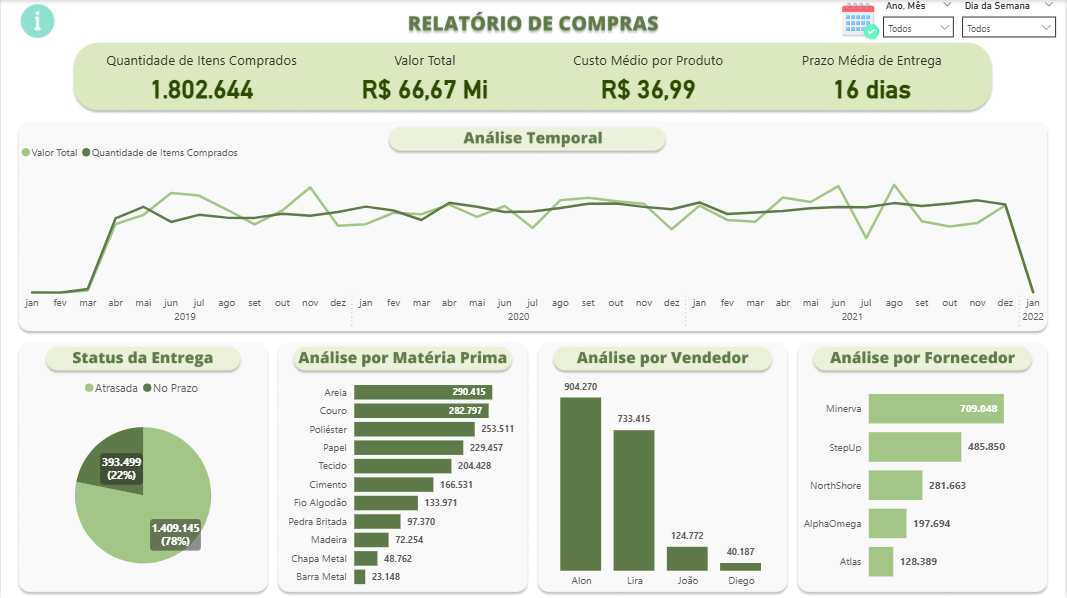 i
RELATÓRIO DE COMPRAS
Ano, Mês
Todos
Dia da Semana
Todos
Quantidade de Itens Comprados
1.802.644
Valor Total
R$ 66,67 Mi
Custo Médio por Produto
R$ 36,99
Prazo Média de Entrega
16 dias
Análise Temporal
Valor Total Quantidade de Items Comprados
jan fev mar abr mai jun jul ago set out nov dez jan fev mar abr mai jun jul ago set out nov dez jan fev mar abr mai jun jul ago set out nov dez jan
2019 2020 2021 2022
Status da Entrega
Atrasada No Prazo
393.499
(22%)
1.409.145
(78%)
Análise por Matéria Prima
Areia 290.415
Couro 282.797
Poliéster 253.511
Papel 229.457
Tecido 204.428
Cimento 166.531
Fio Algodão 133.971
Pedra Britada 97.370
Madeira 72.254
Chapa Metal 48.762
Barra Metal 23.148
Análise por Vendedor
904.270
733.415
124.772
40.187
Alon Lira João Diego
Análise por Fornecedor
Minerva 709.048
StepUp 485.850
NorthShore 281.663
AlphaOmega 197.694
Atlas 128.389